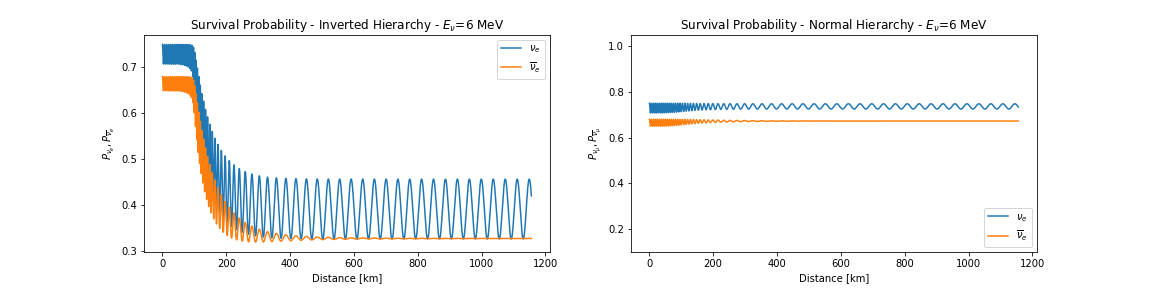 Survival Probability - Inverted Hierarchy - $E_\nu$=6 MeV
0.7
0.6
0.5
0.4
0.3
$P_{\nu_e}, P_{\overline{\nu}_e}$
0 200 400 600 800 1000 1200
Distance [km]
$\nu_e$
$\overline{\nu}_e$
Survival Probability - Normal Hierarchy - $E_\nu$=6 MeV
1.0
0.8
0.6
0.4
0.2
$P_{\nu_\mu}, P_{\overline{\nu}_\mu}$
0 200 400 600 800 1000 1200
Distance [km]
$\nu_e$
$\overline{\nu}_e$